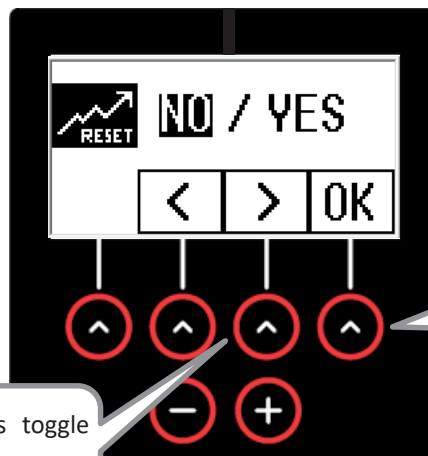 RESET NO / YES
< > OK
s toggle
- +